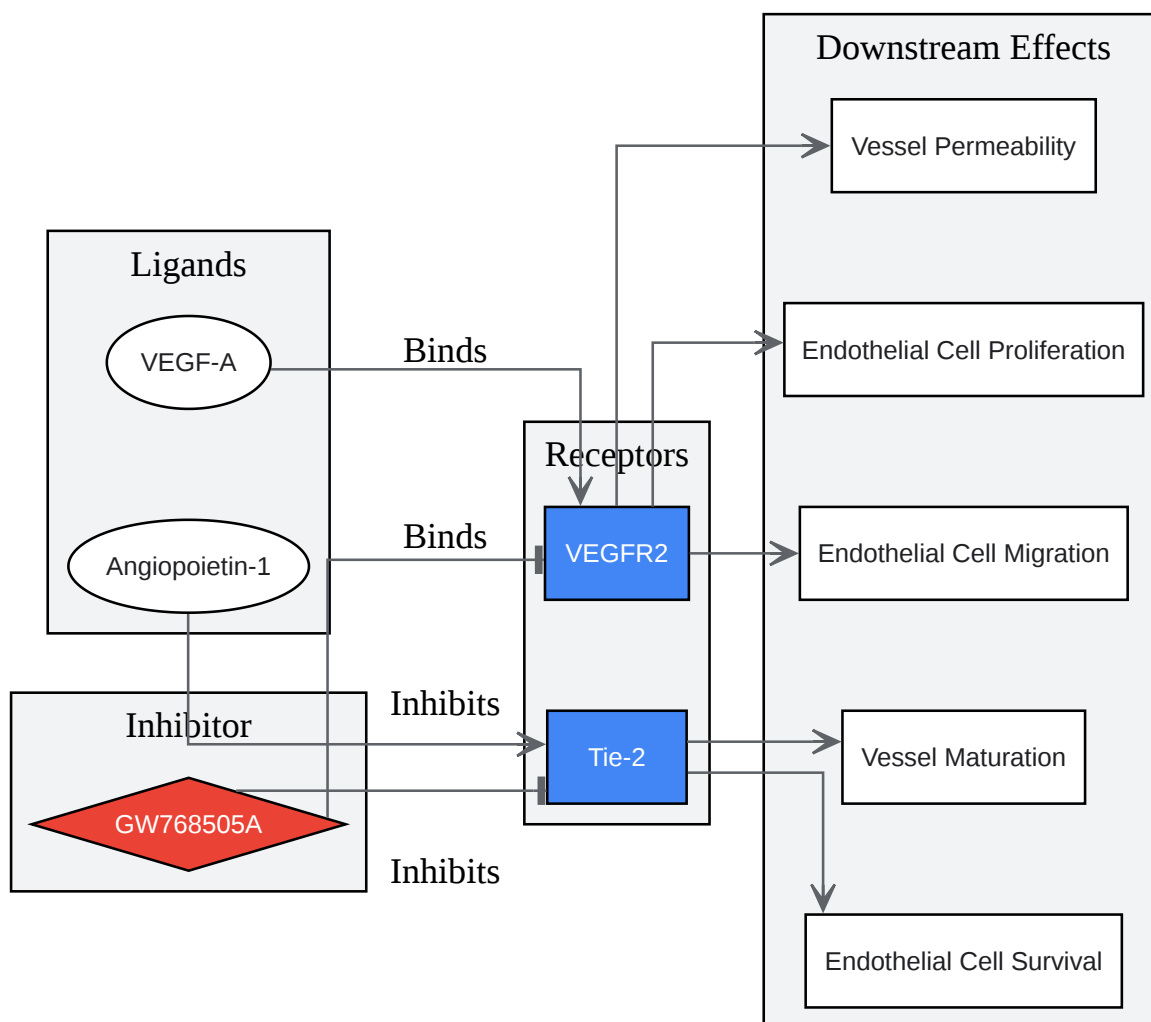 Downstream Effects
Vessel Permeability
Ligands
VEGF-A
Binds
Endothelial Cell Proliferation
Receptors
Angiopoietin-1
Binds
VEGFR2
Endothelial Cell Migration
Inhibitor
Inhibits
Tie-2
Vessel Maturation
GW768505A
Inhibits
Endothelial Cell Survival